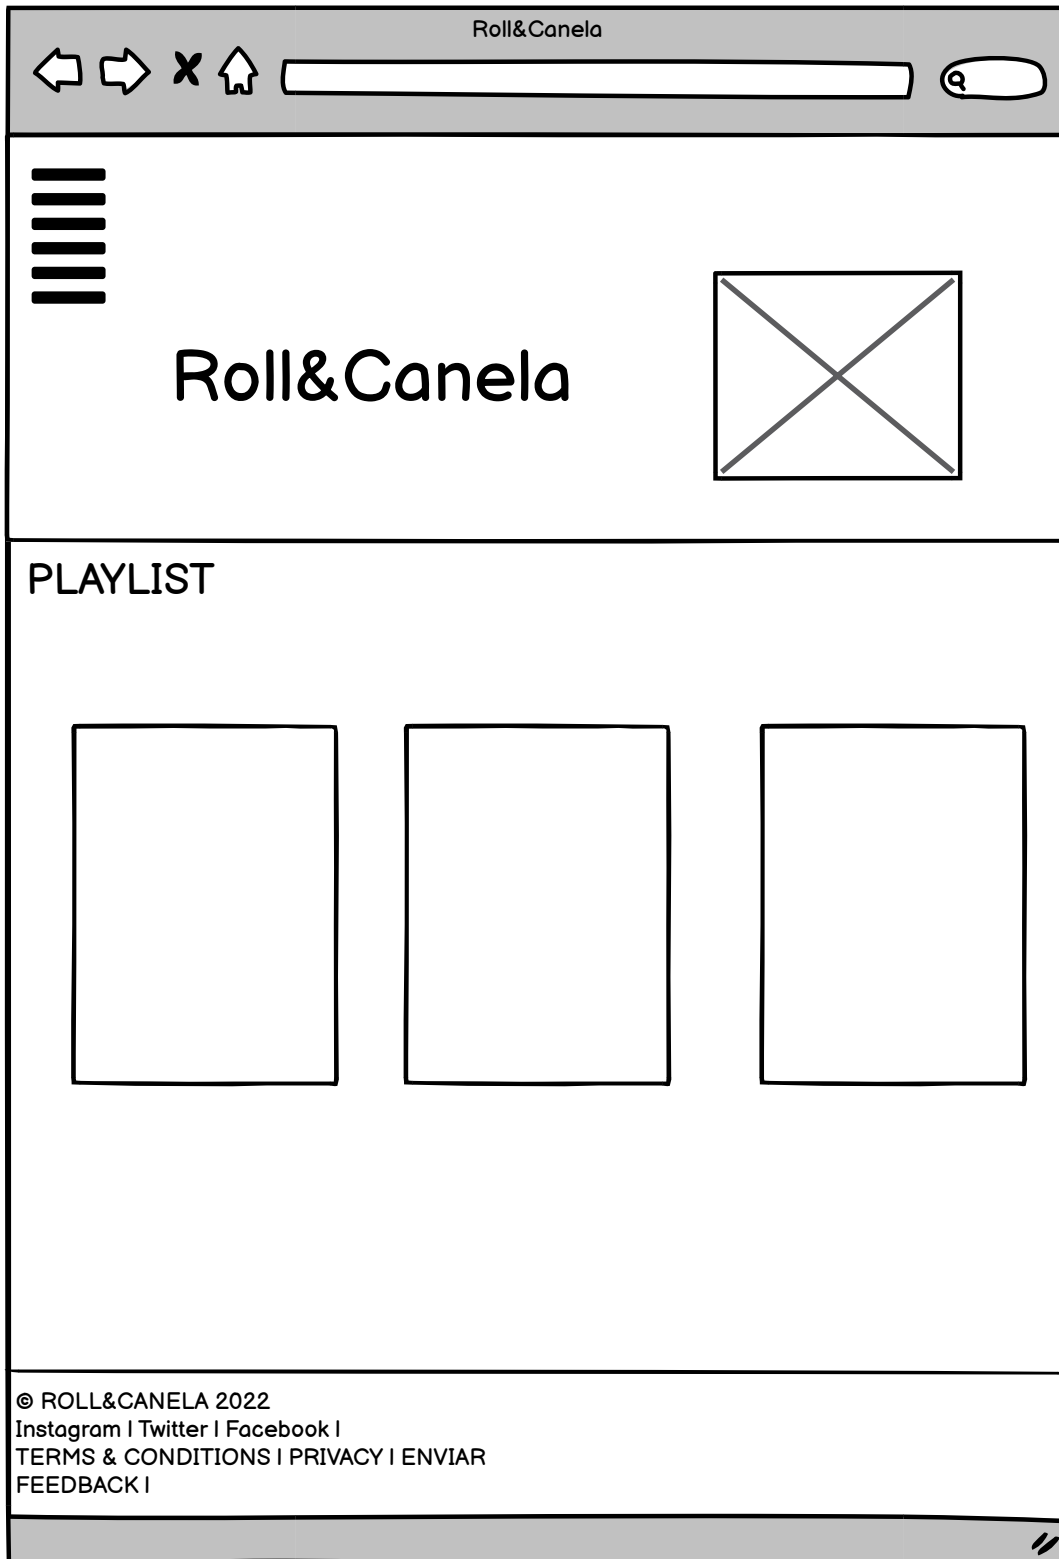 Roll&Canela
Roll&Canela
PLAYLIST
© ROLL&CANELA 2022
Instagram | Twitter | Facebook |
TERMS & CONDITIONS | PRIVACY | ENVIAR
FEEDBACK |